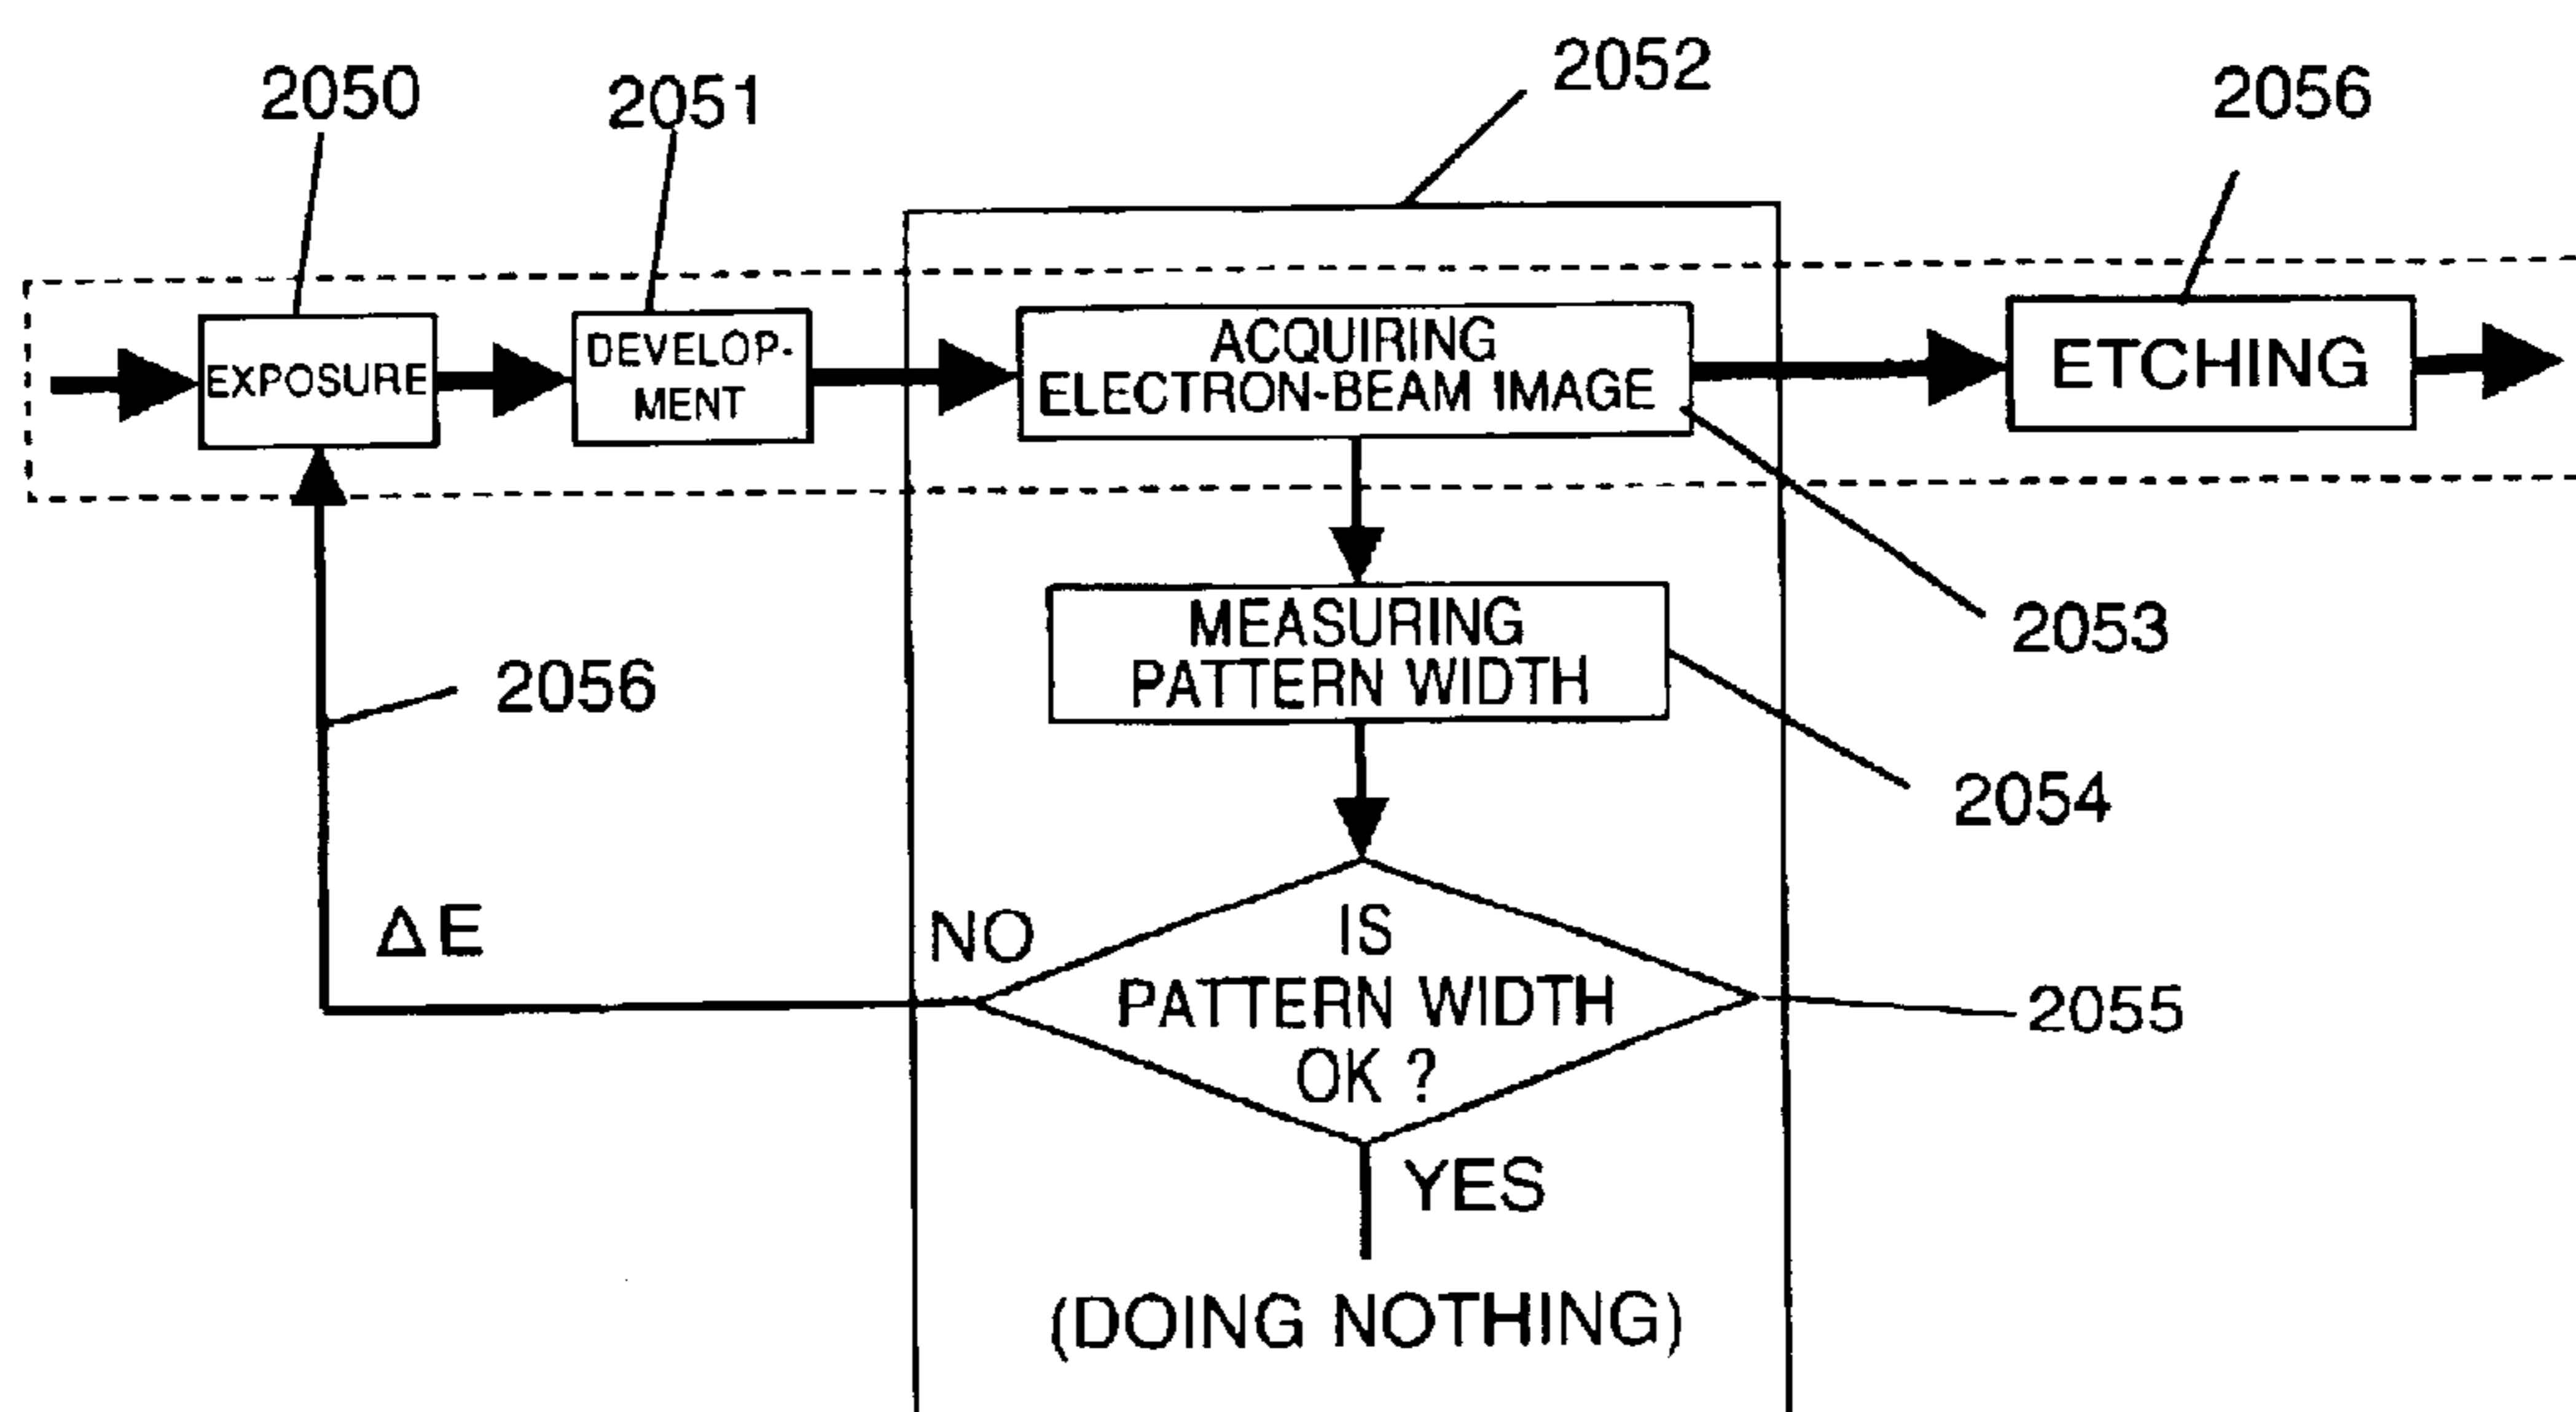 2050
2051
2052
2056
EXPOSURE
DEVELOP-
MENT
ACQUIRING
ELECTRON-BEAM IMAGE
ETCHING
2053
MEASURING
PATTERN WIDTH
2056
2054
ΔE
NO
IS
PATTERN WIDTH
OK ?
2055
YES
(DOING NOTHING)